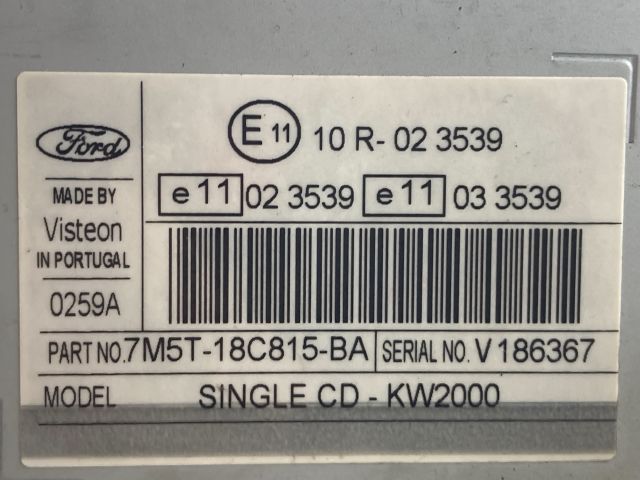 Ford
MADE BY
Visteon
IN PORTUGAL
0259A
E 11 10 R- 02 3539
e 11 02 3539 e 11 03 3539
PART NO. 7M5T-18C815-BA SERIAL NO. V 186367
MODEL SINGLE CD - KW2000